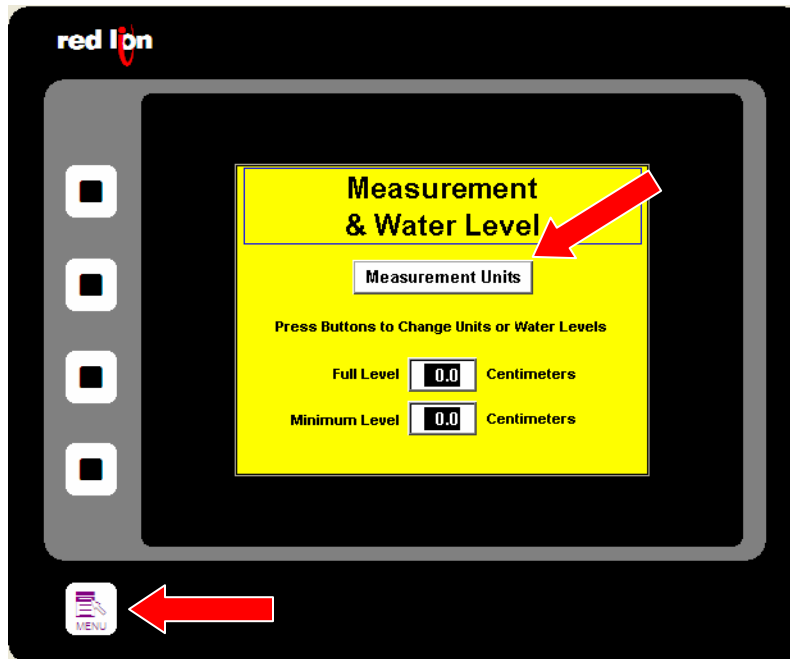 red lion
Measurement
& Water Level
Measurement Units
Press Buttons to Change Units or Water Levels
Full Level 0.0 Centimeters
Minimum Level 0.0 Centimeters
MENU